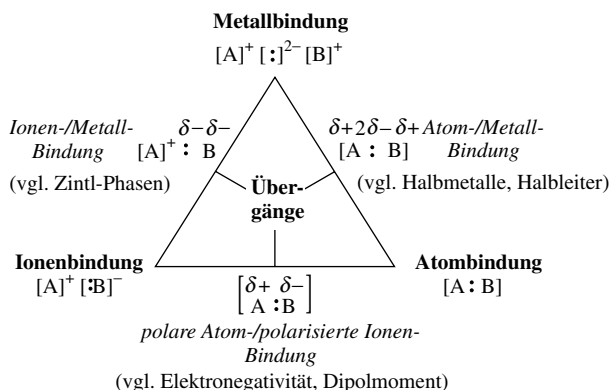 Metallbindung
[A]⁺ [:]²⁻ [B]⁺
Ionen-/Metall-
Bindung
δ− δ−
[A]⁺ : B
(vgl. Zintl-Phasen)
δ+ 2δ− δ+
[A : B]
Atom-/Metall-
Bindung
(vgl. Halbmetalle, Halbleiter)
Über-
gänge
Ionenbindung
[A]⁺ [:B]⁻
Atombindung
[A : B]
δ+ δ−
[A :B]
polare Atom-/polarisierte Ionen-
Bindung
(vgl. Elektronegativität, Dipolmoment)